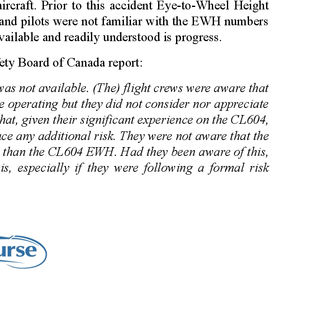 ircraft. Prior to this accident Eye-to-Wheel Height
and pilots were not familiar with the EWH numbers
vailable and readily understood is progress.
ety Board of Canada report:
was not available. (The) flight crews were aware that
e operating but they did not consider nor appreciate
hat, given their significant experience on the CL604,
ce any additional risk. They were not aware that the
than the CL604 EWH. Had they been aware of this,
is, especially if they were following a formal risk
urse